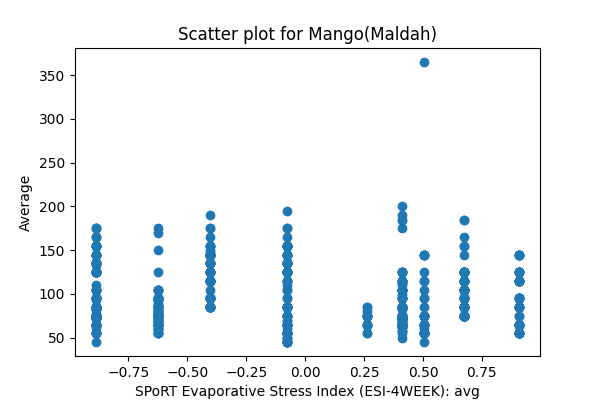 Scatter plot for Mango(Maldah)
350
300
250
200
150
100
50
Average
−0.75 −0.50 −0.25 0.00 0.25 0.50 0.75
SPoRT Evaporative Stress Index (ESI-4WEEK): avg